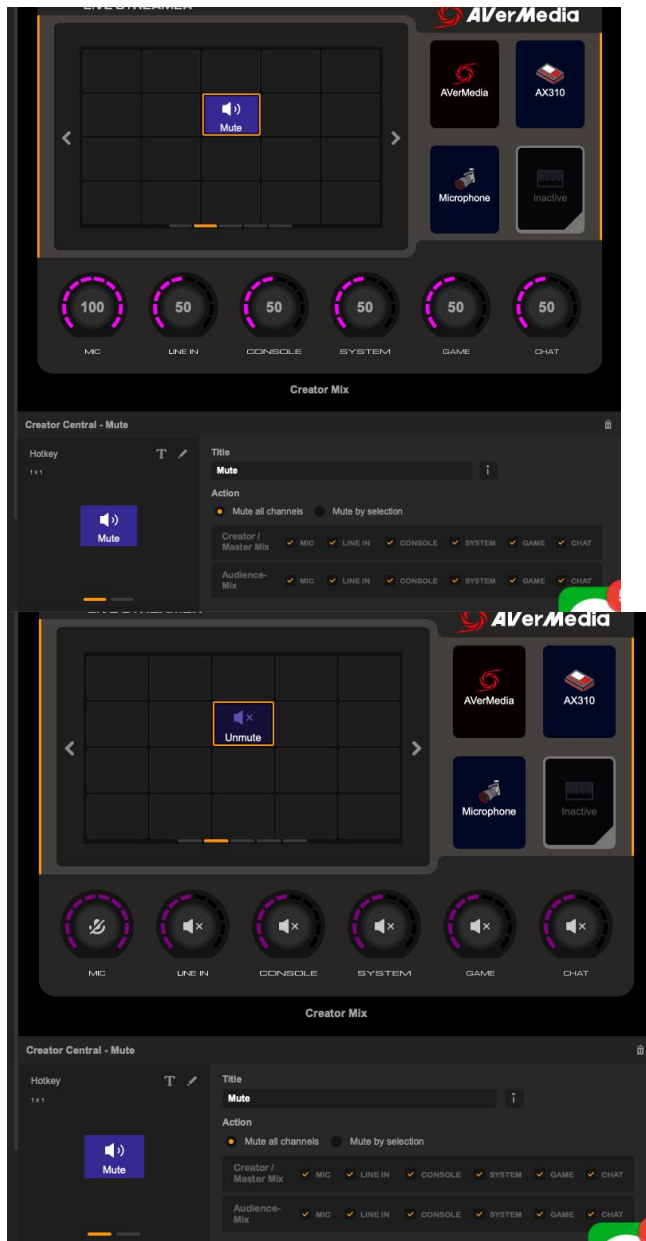 LIVE STREAMER
AVerMedia
AVerMedia
AX310
Mute
Microphone
Inactive
100
50
50
50
50
50
MIC
LINE IN
CONSOLE
SYSTEM
GAME
CHAT
Creator Mix
Creator Central - Mute
Hotkey
T
1 x 1
Mute
Title
Mute
i
Action
Mute all channels
Mute by selection
Creator /
Master Mix
MIC
LINE IN
CONSOLE
SYSTEM
GAME
CHAT
Audience-
Mix
MIC
LINE IN
CONSOLE
SYSTEM
GAME
CHAT
LIVE STREAMER
AVerMedia
AVerMedia
AX310
Unmute
Microphone
Inactive
MIC
LINE IN
CONSOLE
SYSTEM
GAME
CHAT
Creator Mix
Creator Central - Mute
Hotkey
T
1 x 1
Mute
Title
Mute
i
Action
Mute all channels
Mute by selection
Creator /
Master Mix
MIC
LINE IN
CONSOLE
SYSTEM
GAME
CHAT
Audience-
Mix
MIC
LINE IN
CONSOLE
SYSTEM
GAME
CHAT